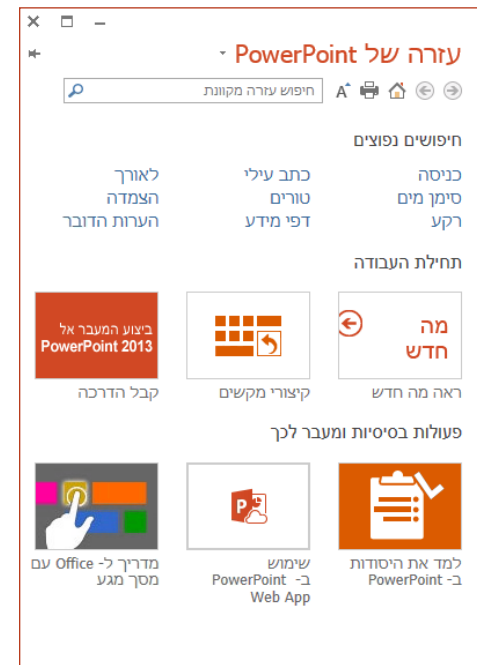 עזרה של PowerPoint
חיפוש עזרה מקוונת
חיפושים נפוצים
כניסה כתב עילי לאורך
סימן מים טורים הצמדה
רקע דפי מידע הערות הדובר
תחילת העבודה
מה
חדש
ביצוע המעבר אל
PowerPoint 2013
ראה מה חדש קיצורי מקשים קבל הדרכה
פעולות בסיסיות ומעבר לכך
למד את היסודות שימוש מדריך ל- Office עם
ב- PowerPoint ב- PowerPoint מסך מגע
Web App